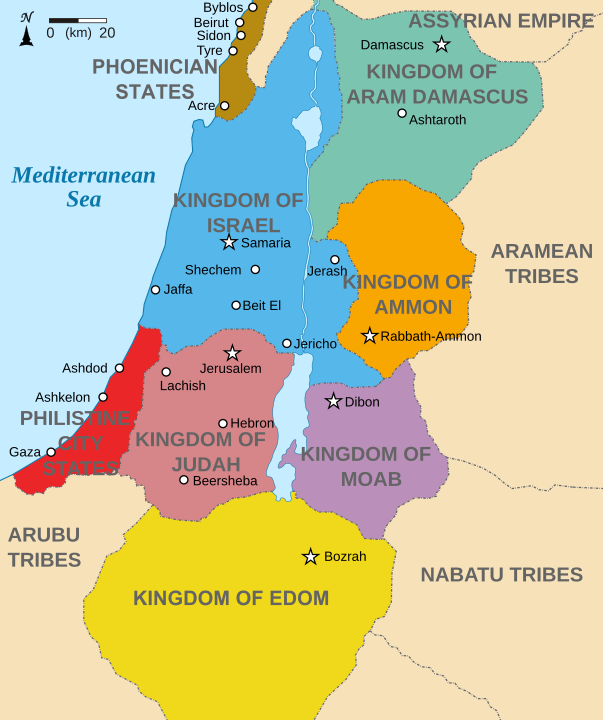 N
0 (km) 20
Byblos
Beirut
Sidon
Tyre
PHOENICIAN
STATES
Acre
ASSYRIAN EMPIRE
Damascus
KINGDOM OF
ARAM DAMASCUS
Ashtaroth
Mediterranean
Sea
KINGDOM OF
ISRAEL
Samaria
Shechem
Jerash
Jaffa
Beit El
KINGDOM OF
AMMON
ARAMEAN
TRIBES
Rabbath-Ammon
Jericho
Jerusalem
Ashdod
Lachish
Ashkelon
PHILISTINE
CITY
STATES
Gaza
Dibon
Hebron
KINGDOM OF
JUDAH
Beersheba
KINGDOM OF
MOAB
ARUBU
TRIBES
Bozrah
NABATU TRIBES
KINGDOM OF EDOM